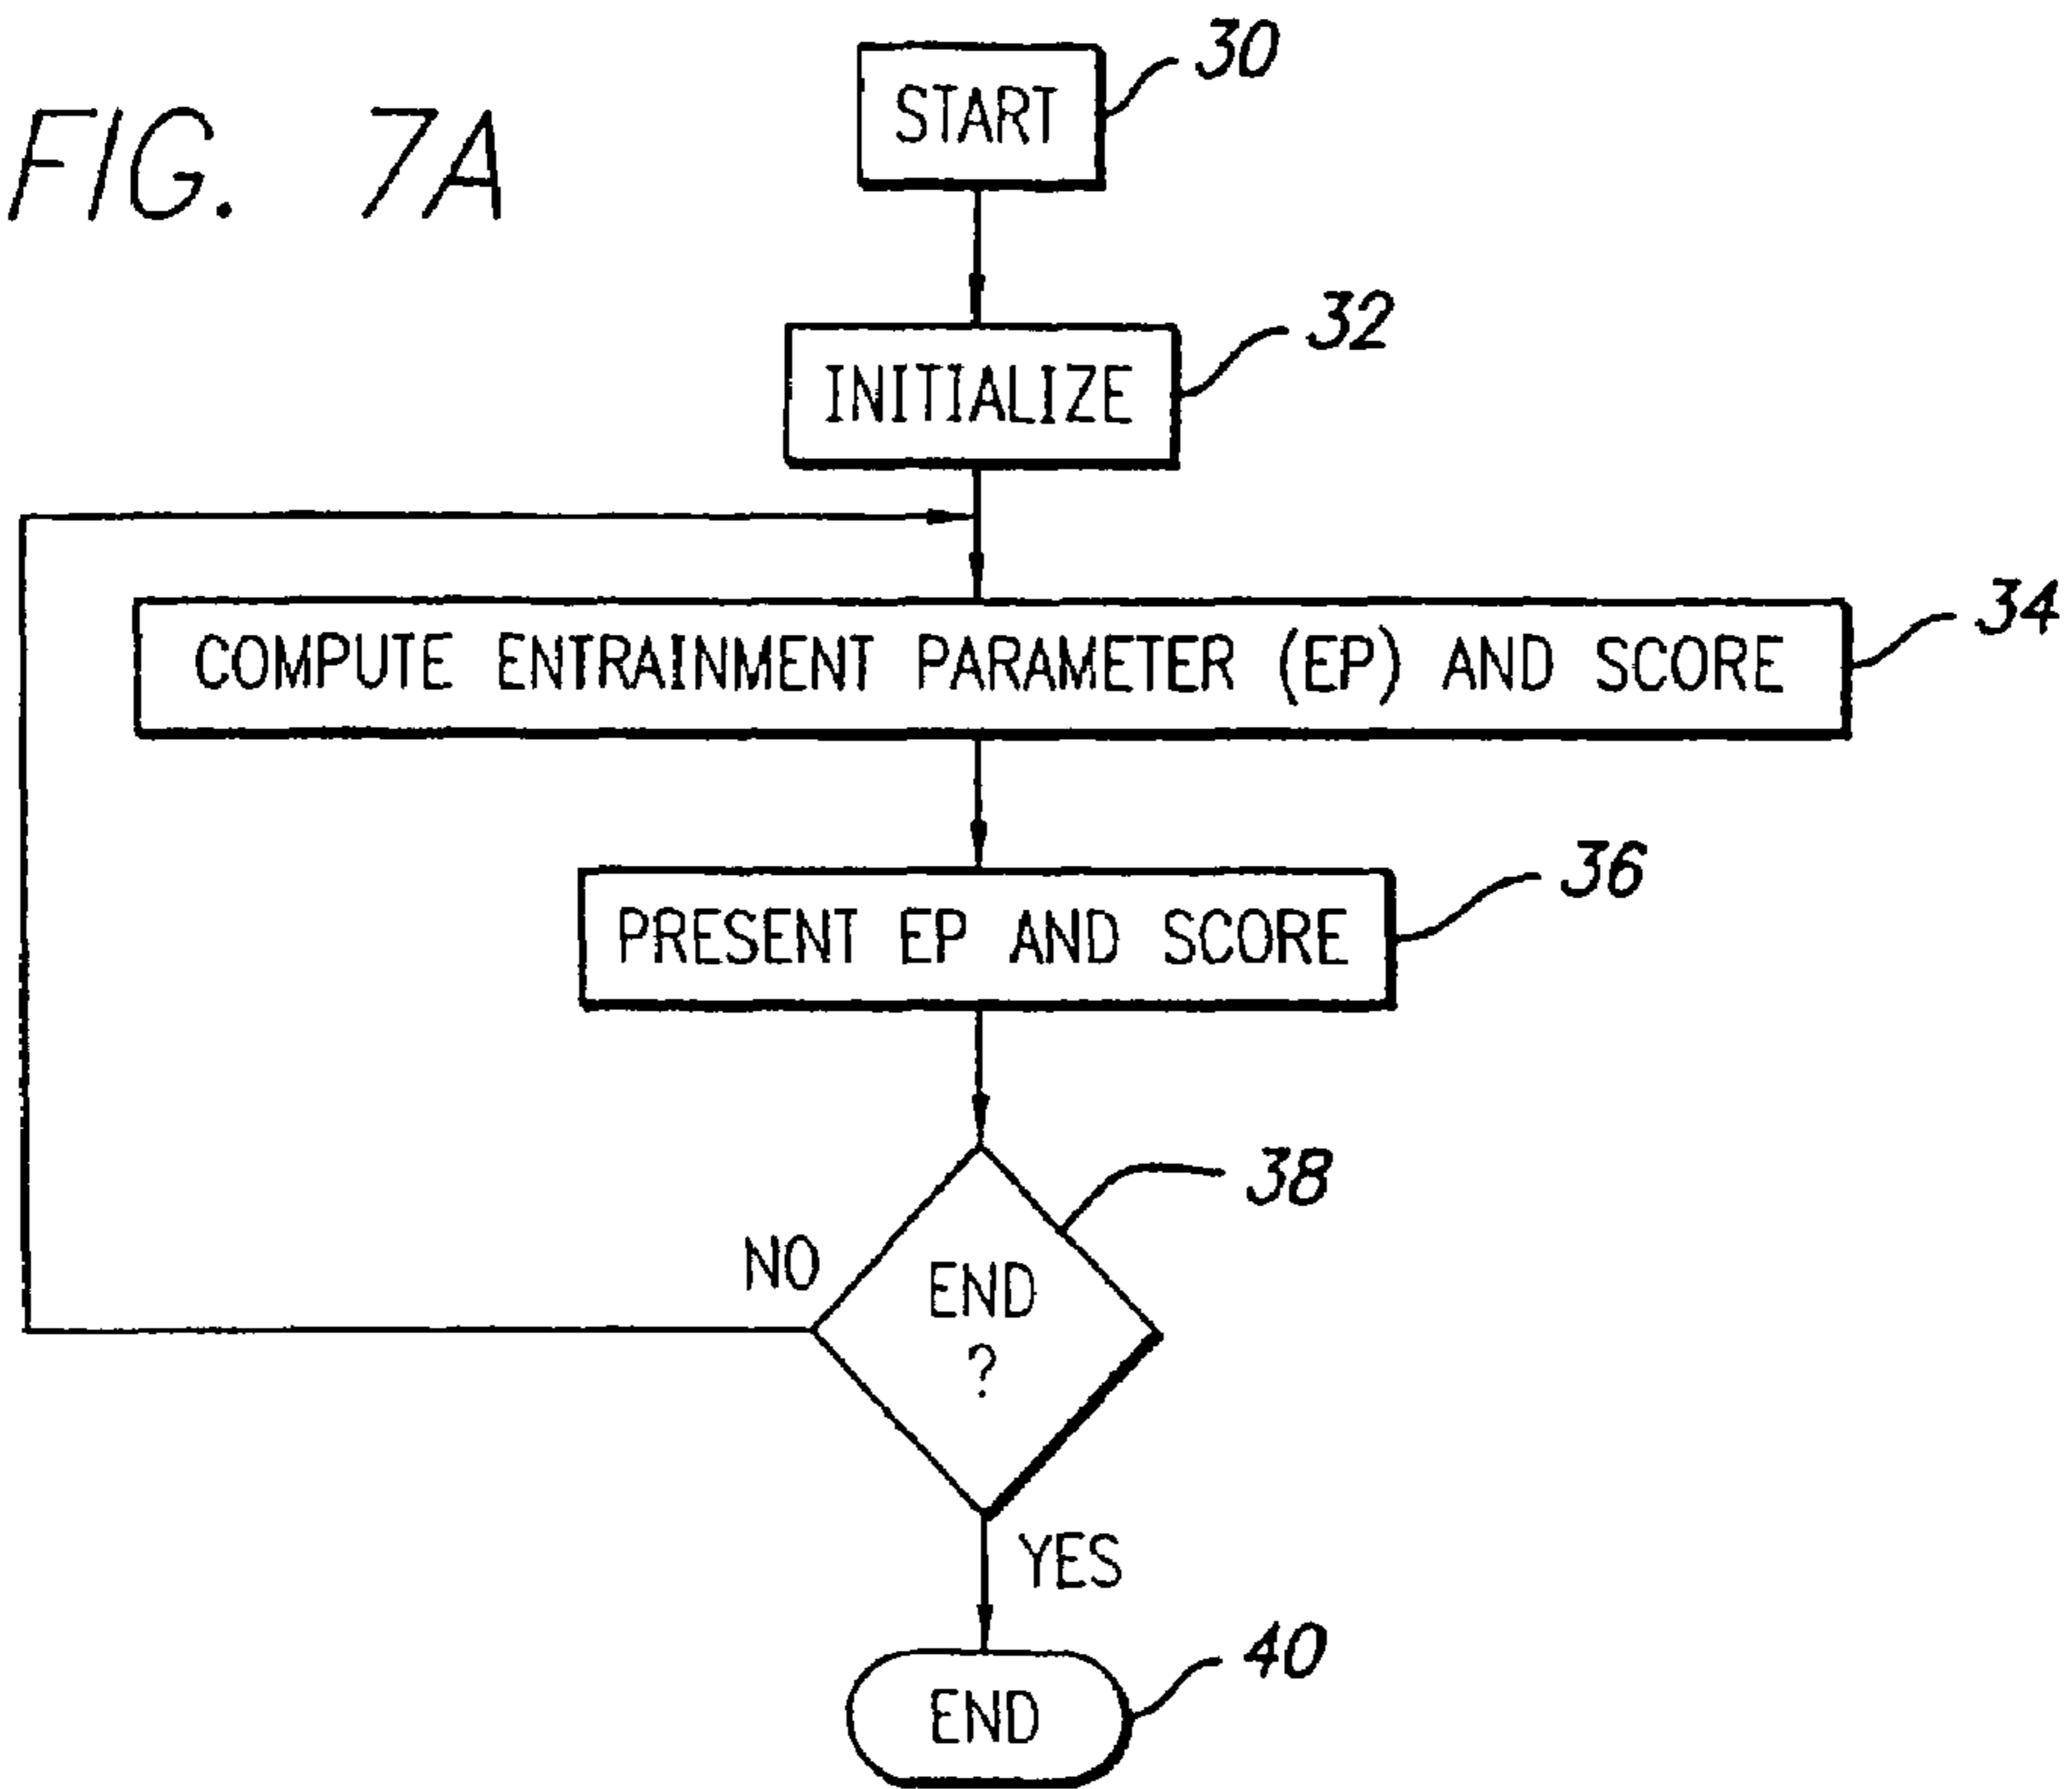 FIG. 7A
START
30
INITIALIZE
32
COMPUTE ENTRAINMENT PARAMETER (EP) AND SCORE
34
PRESENT EP AND SCORE
36
38
NO
END
?
YES
END
40